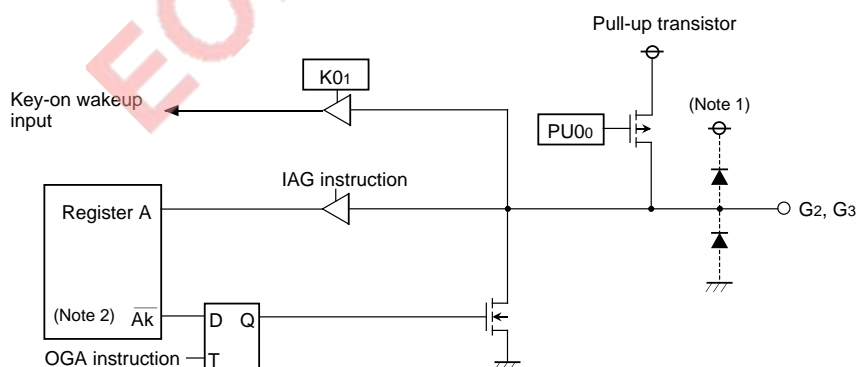 EOL
Pull-up transistor
K01
Key-on wakeup
input
(Note 1)
PU00
IAG instruction
Register A
G2, G3
(Note 2) A̅k̅
D Q
OGA instruction
T